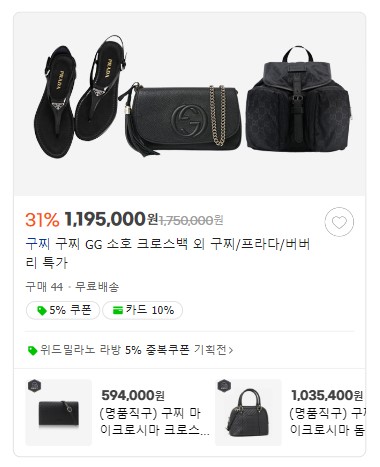 PRADA
PRADA
31% 1,195,000원 1,750,000원
구찌 구찌 GG 소호 크로스백 외 구찌/프라다/버버
리 특가
구매 44 · 무료배송
5% 쿠폰 카드 10%
위드밀라노 라방 5% 중복쿠폰 기획전>
594,000원
(명품직구) 구찌 마
이크로시마 크로스...
1,035,400원
(명품직구) 구찌
마이크로시마 돔